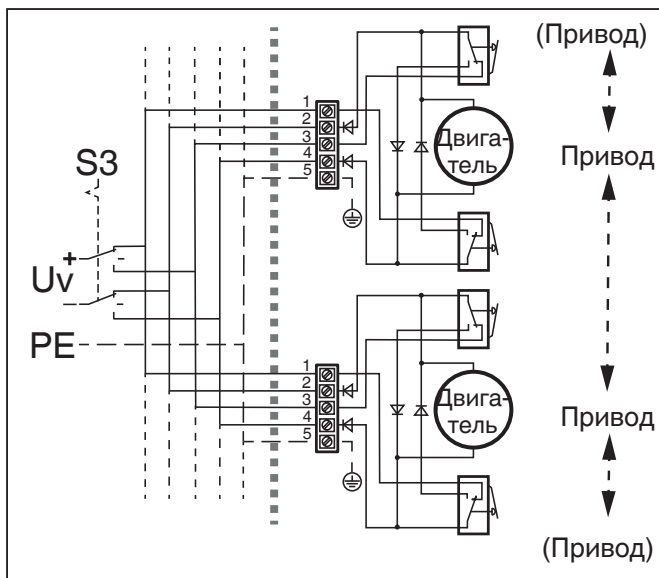 (Привод)
1
2
3
4
5
Двига-
тель
Привод
S3
+
Uv
−
PE
1
2
3
4
5
Двига-
тель
Привод
(Привод)